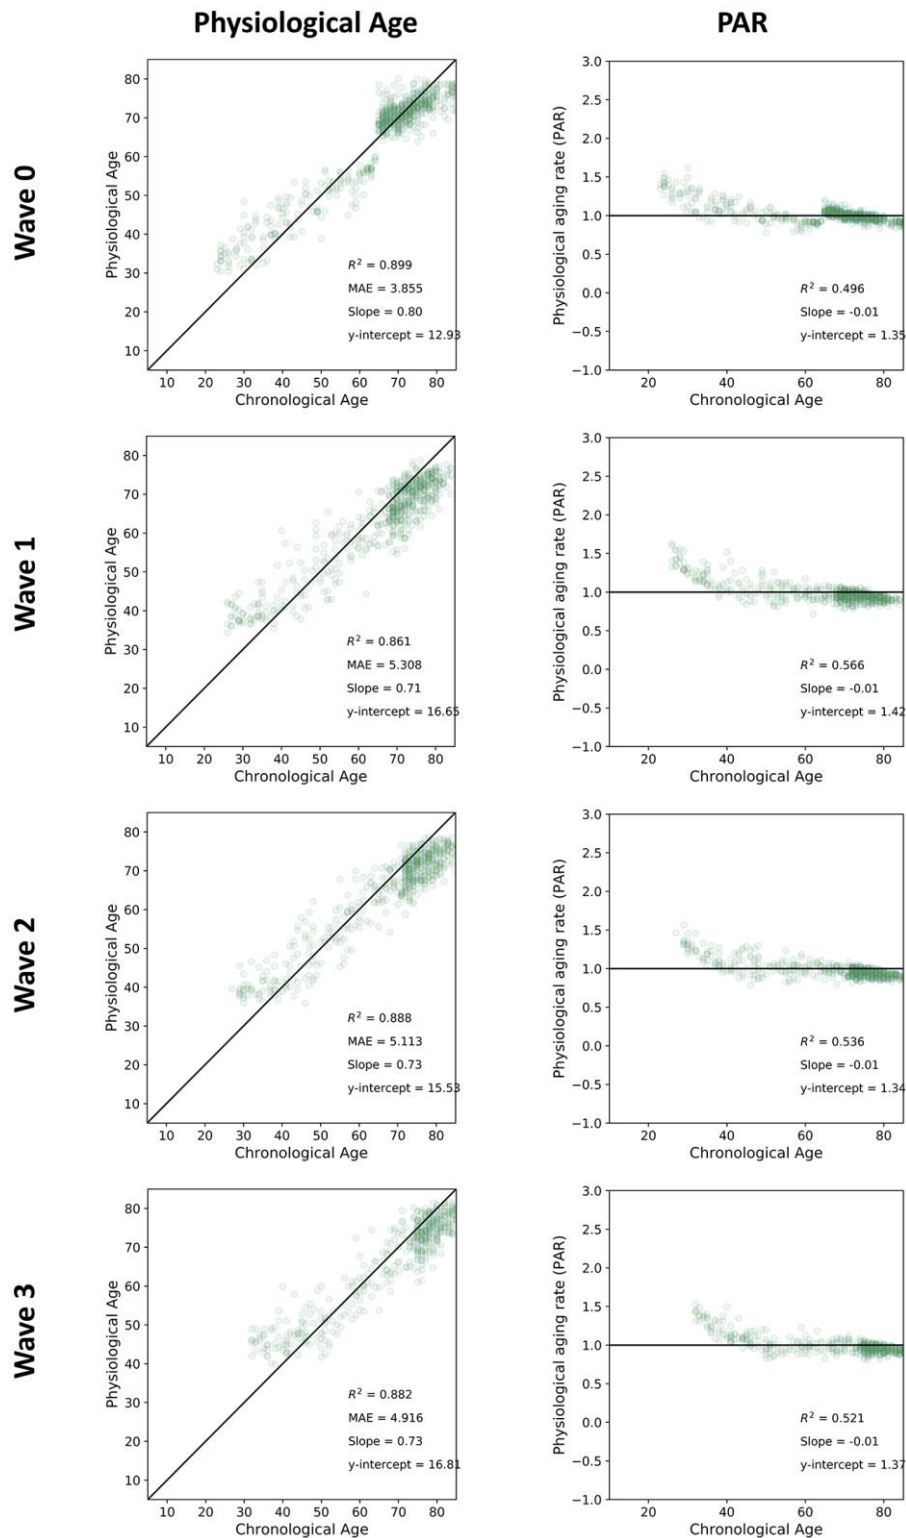 Physiological Age
PAR
Wave 0
Physiological Age
80
70
60
50
40
30
20
10
R² = 0.899
MAE = 3.855
Slope = 0.80
y-intercept = 12.93
10 20 30 40 50 60 70 80
Chronological Age
Physiological aging rate (PAR)
3.0
2.5
2.0
1.5
1.0
0.5
0.0
−0.5
−1.0
R² = 0.496
Slope = -0.01
y-intercept = 1.35
20 40 60 80
Chronological Age
Wave 1
Physiological Age
80
70
60
50
40
30
20
10
R² = 0.861
MAE = 5.308
Slope = 0.71
y-intercept = 16.65
10 20 30 40 50 60 70 80
Chronological Age
Physiological aging rate (PAR)
3.0
2.5
2.0
1.5
1.0
0.5
0.0
−0.5
−1.0
R² = 0.566
Slope = -0.01
y-intercept = 1.42
20 40 60 80
Chronological Age
Wave 2
Physiological Age
80
70
60
50
40
30
20
10
R² = 0.888
MAE = 5.113
Slope = 0.73
y-intercept = 15.53
10 20 30 40 50 60 70 80
Chronological Age
Physiological aging rate (PAR)
3.0
2.5
2.0
1.5
1.0
0.5
0.0
−0.5
−1.0
R² = 0.536
Slope = -0.01
y-intercept = 1.34
20 40 60 80
Chronological Age
Wave 3
Physiological Age
80
70
60
50
40
30
20
10
R² = 0.882
MAE = 4.916
Slope = 0.73
y-intercept = 16.81
10 20 30 40 50 60 70 80
Chronological Age
Physiological aging rate (PAR)
3.0
2.5
2.0
1.5
1.0
0.5
0.0
−0.5
−1.0
R² = 0.521
Slope = -0.01
y-intercept = 1.37
20 40 60 80
Chronological Age